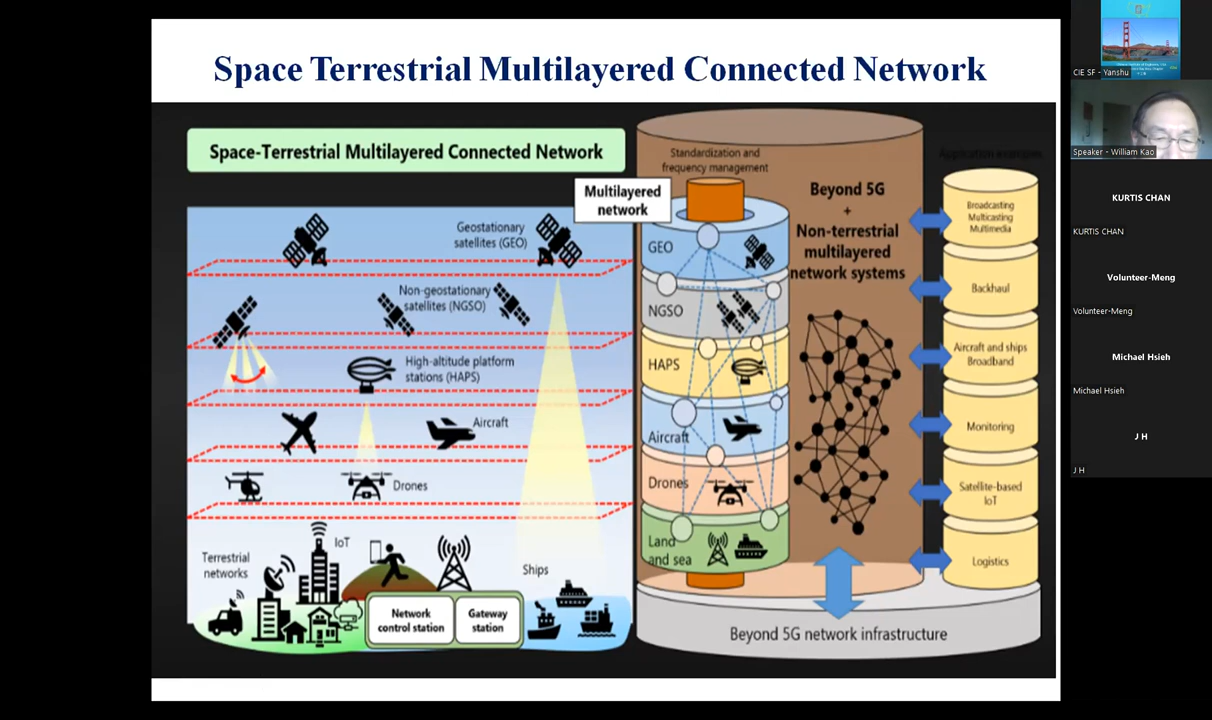 Space Terrestrial Multilayered Connected Network
Space-Terrestrial Multilayered Connected Network
Geostationary
satellites (GEO)
Non-geostationary
satellites (NGSO)
High-altitude platform
stations (HAPS)
Aircraft
Drones
Terrestrial
networks
IoT
Ships
Network
control station
Gateway
station
Multilayered
network
Standardization and
frequency management
GEO
NGSO
HAPS
Aircraft
Drones
Land
and sea
Beyond 5G
+
Non-terrestrial
multilayered
network systems
Application examples
Broadcasting
Multicasting
Multimedia
Backhaul
Aircraft and ships
Broadband
Monitoring
Satellite-based
IoT
Logistics
Beyond 5G network infrastructure
CIE SF - Yanshu
Speaker - William Kao
KURTIS CHAN
KURTIS CHAN
Volunteer-Meng
Volunteer-Meng
Michael Hsieh
Michael Hsieh
J H
J H